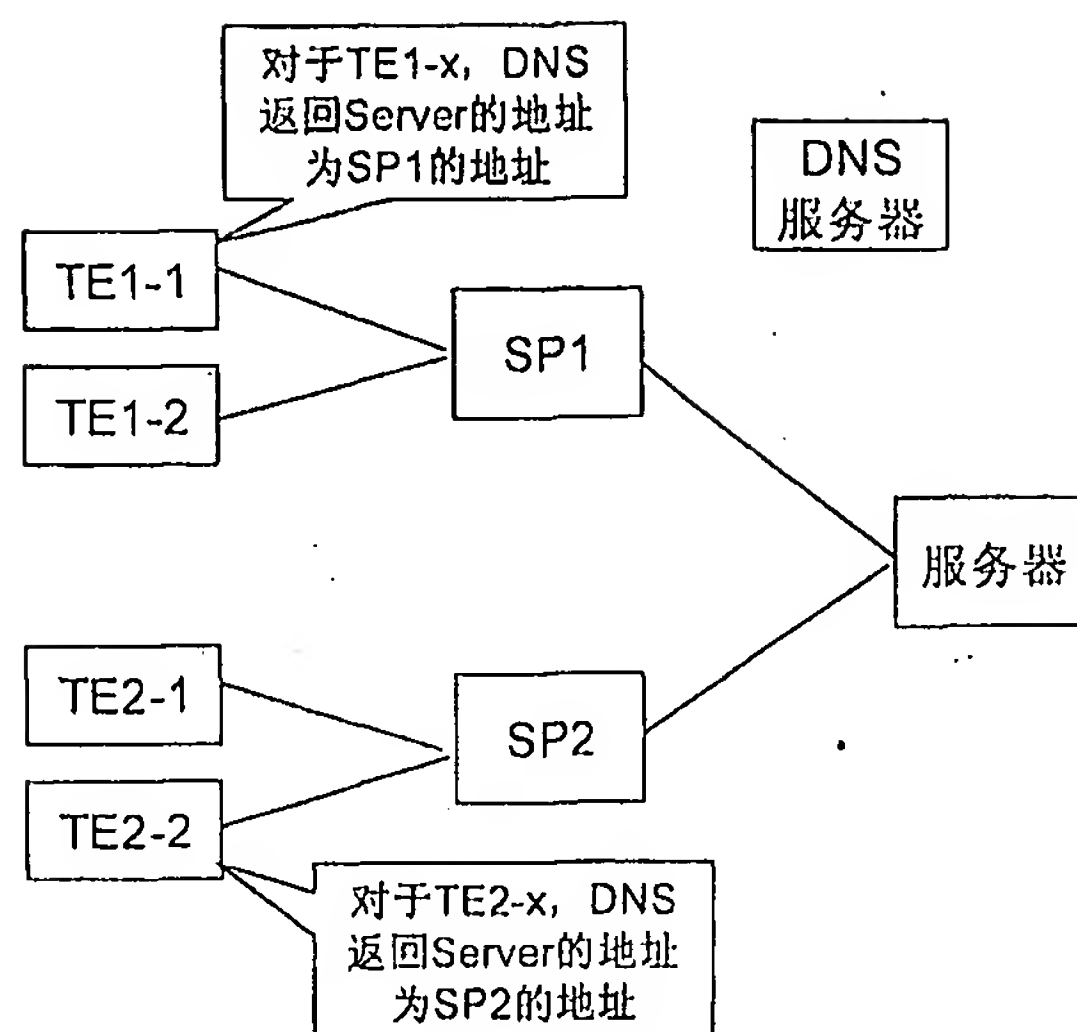 对于TE1-x, DNS
返回Server的地址
为SP1的地址
DNS
服务器
TE1-1
SP1
TE1-2
服务器
TE2-1
SP2
TE2-2
对于TE2-x, DNS
返回Server的地址
为SP2的地址